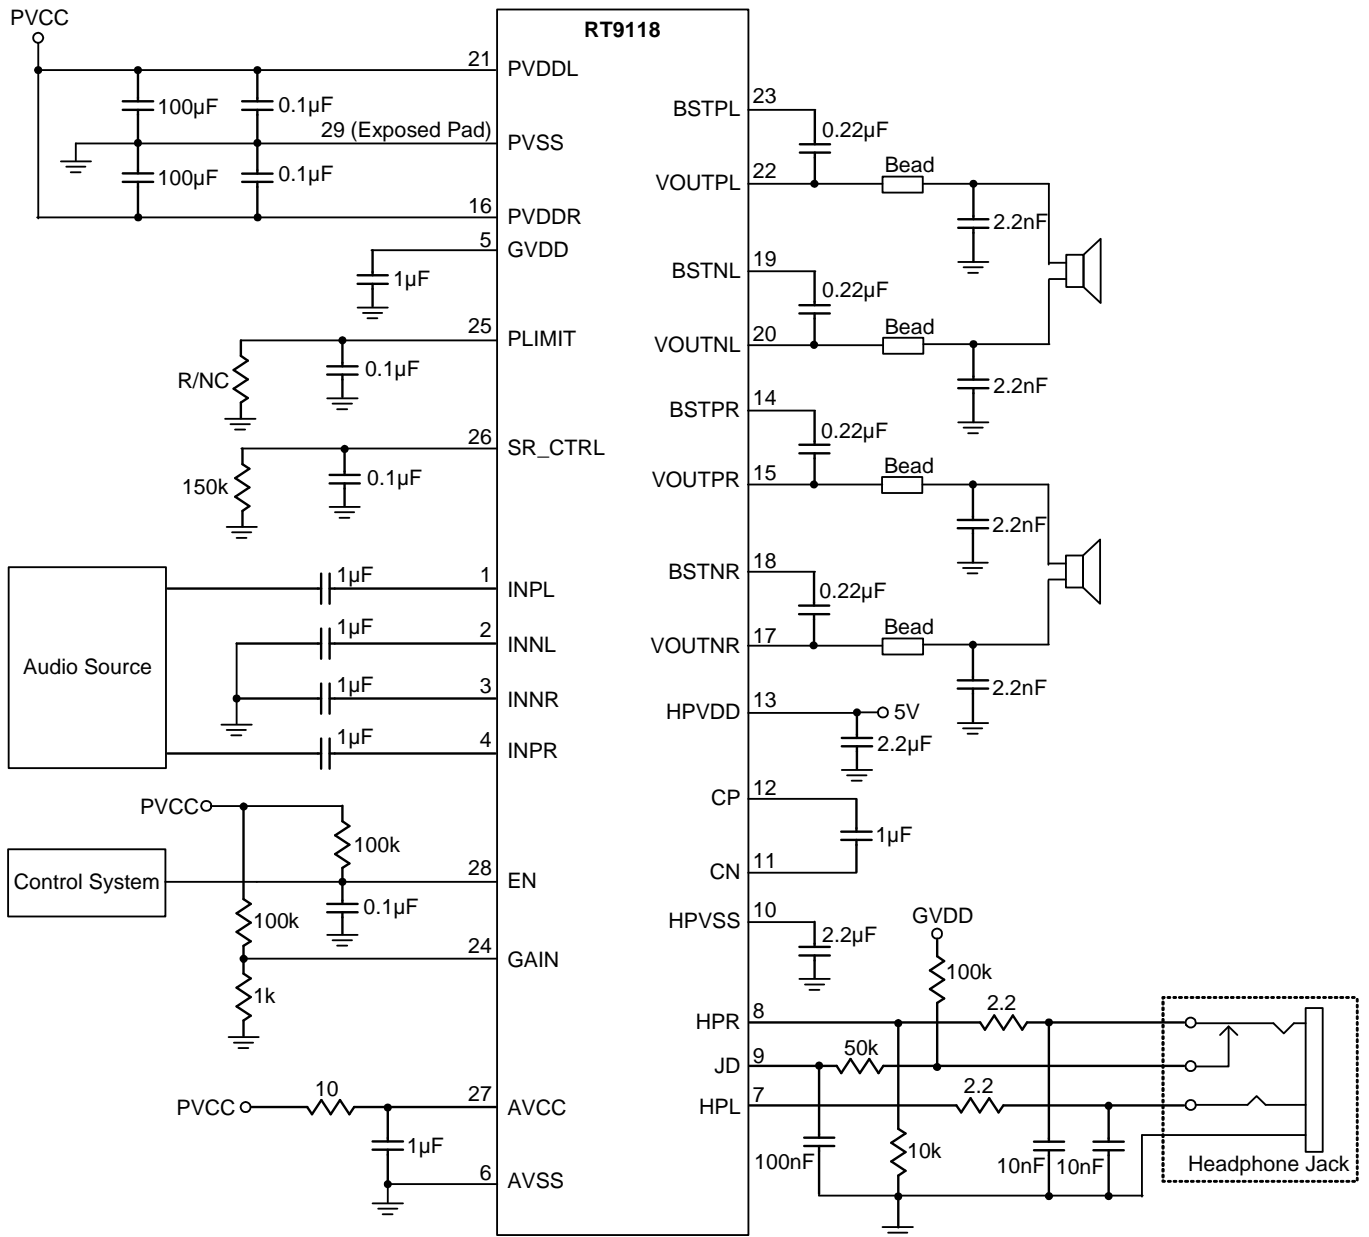 PVCC
RT9118
21 PVDDL
100µF
0.1µF
29 (Exposed Pad) PVSS
100µF
0.1µF
16 PVDDR
5 GVDD
1µF
25 PLIMIT
R/NC
0.1µF
26 SR_CTRL
150k
0.1µF
Audio Source
1µF
1 INPL
1µF
2 INNL
1µF
3 INNR
1µF
4 INPR
PVCC
100k
Control System
28 EN
0.1µF
100k
24 GAIN
1k
PVCC
10
27 AVCC
1µF
6 AVSS
BSTPL 23
0.22µF
VOUTPL 22
Bead
2.2nF
BSTNL 19
0.22µF
VOUTNL 20
Bead
2.2nF
BSTPR 14
0.22µF
VOUTPR 15
Bead
2.2nF
BSTNR 18
0.22µF
VOUTNR 17
Bead
2.2nF
HPVDD 13
5V
2.2µF
CP 12
1µF
CN 11
HPVSS 10
2.2µF
GVDD
100k
HPR 8
2.2
JD 9
50k
HPL 7
2.2
100nF
10k
10nF
10nF
Headphone Jack